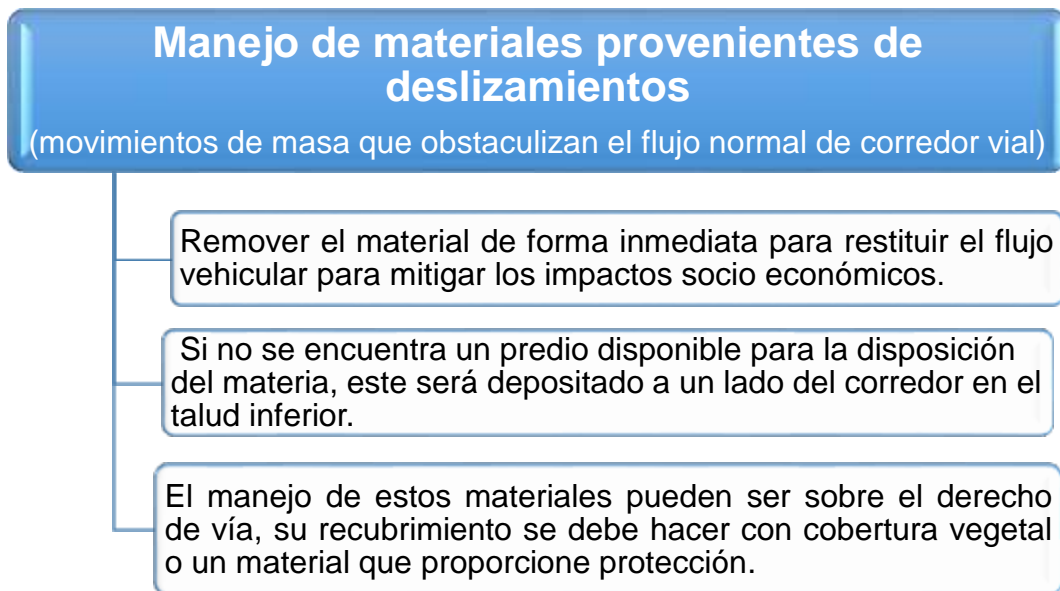 Manejo de materiales provenientes de
deslizamientos
(movimientos de masa que obstaculizan el flujo normal de corredor vial)
Remover el material de forma inmediata para restituir el flujo
vehicular para mitigar los impactos socio económicos.
Si no se encuentra un predio disponible para la disposición
del materia, este será depositado a un lado del corredor en el
talud inferior.
El manejo de estos materiales pueden ser sobre el derecho
de vía, su recubrimiento se debe hacer con cobertura vegetal
o un material que proporcione protección.